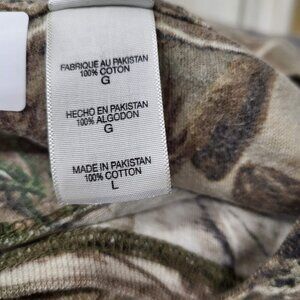 FABRIQUE AU PAKISTAN
100% COTON
G
HECHO EN PAKISTAN
100% ALGODON
G
MADE IN PAKISTAN
100% COTTON
L